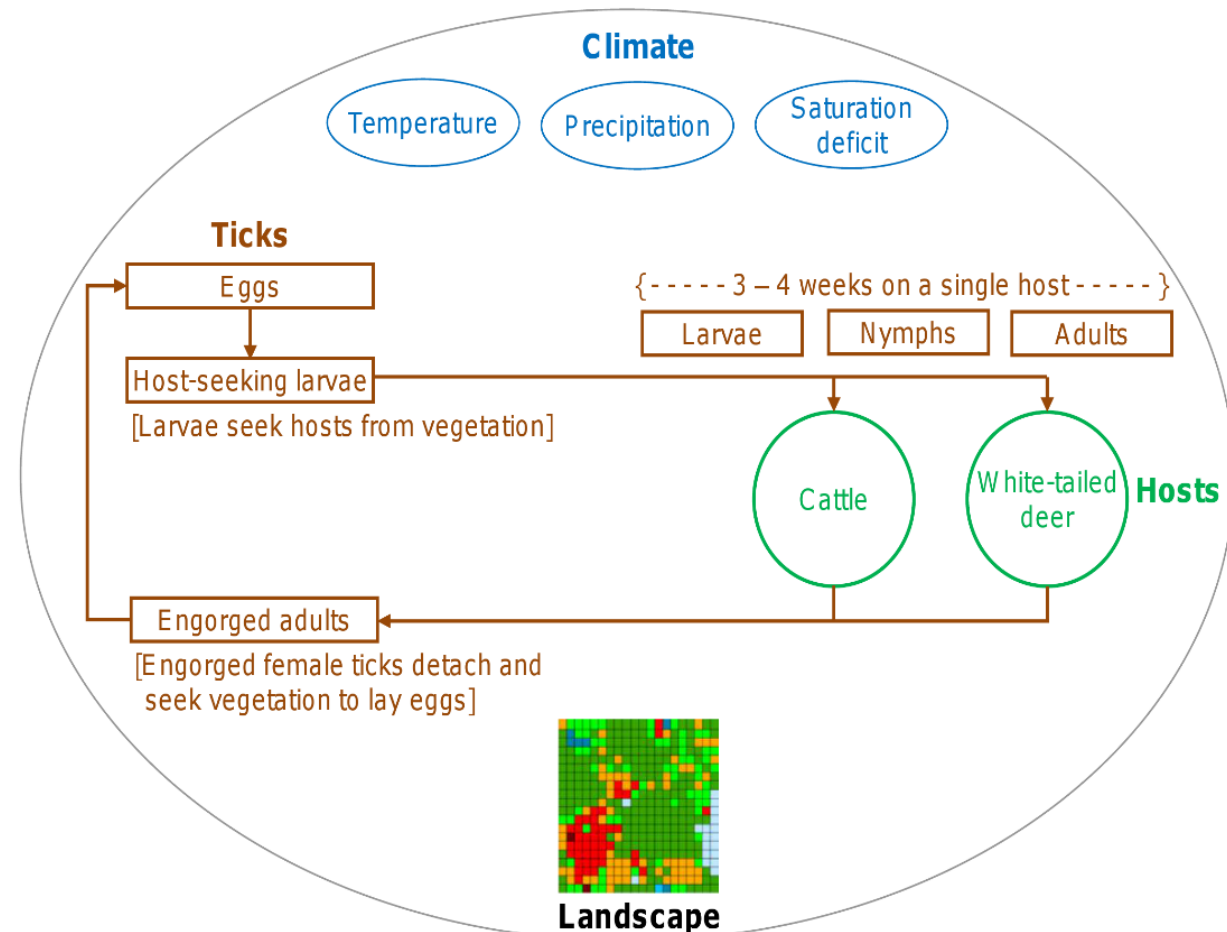 Climate
Temperature
Precipitation
Saturation
deficit
Ticks
Eggs
{- - - - - 3 – 4 weeks on a single host - - - - - }
Larvae
Nymphs
Adults
Host-seeking larvae
[Larvae seek hosts from vegetation]
Cattle
White-tailed
deer
Hosts
Engorged adults
[Engorged female ticks detach and
seek vegetation to lay eggs]
Landscape